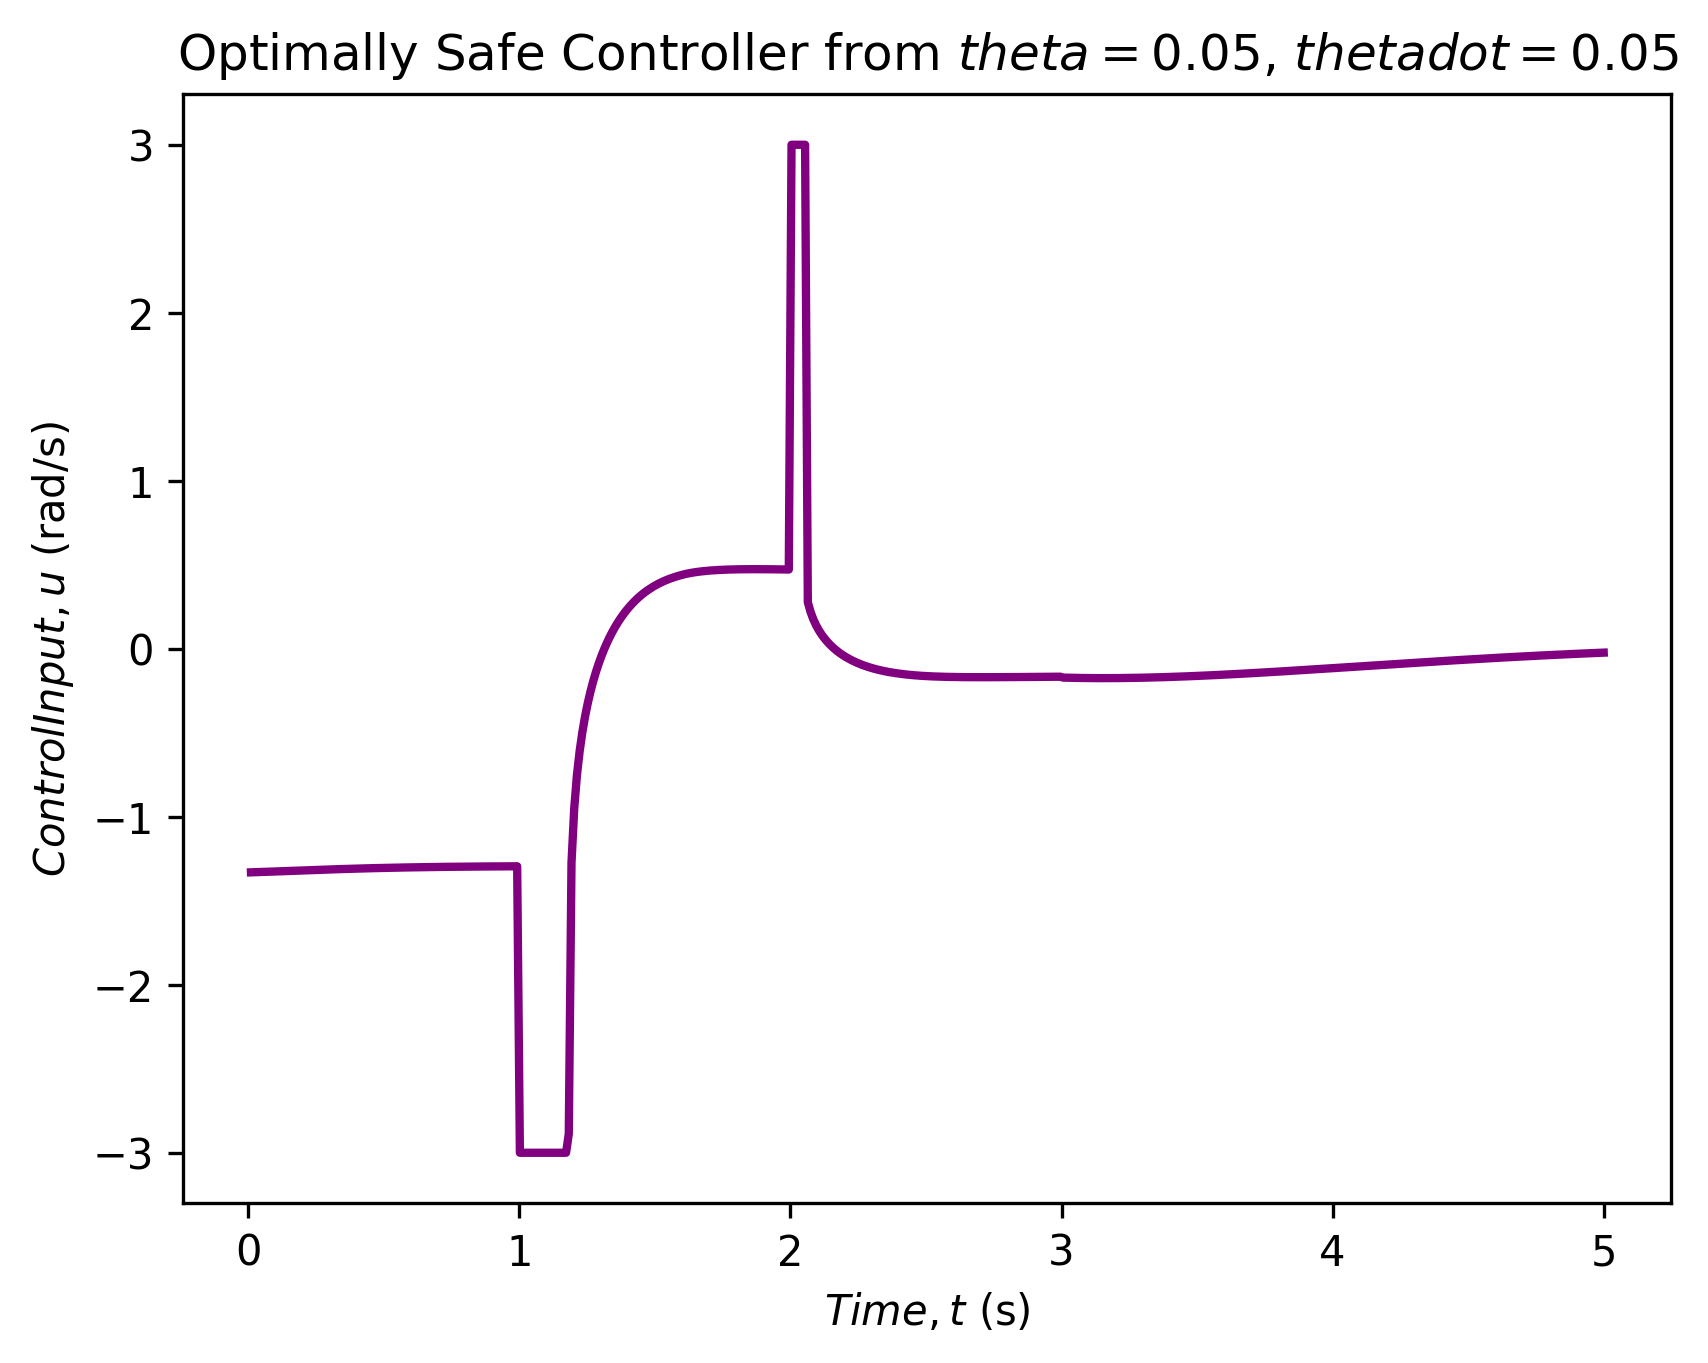 Optimally Safe Controller from theta = 0.05, thetadot = 0.05
ControlInput, u (rad/s)
3
2
1
0
−1
−2
−3
0 1 2 3 4 5
Time, t (s)